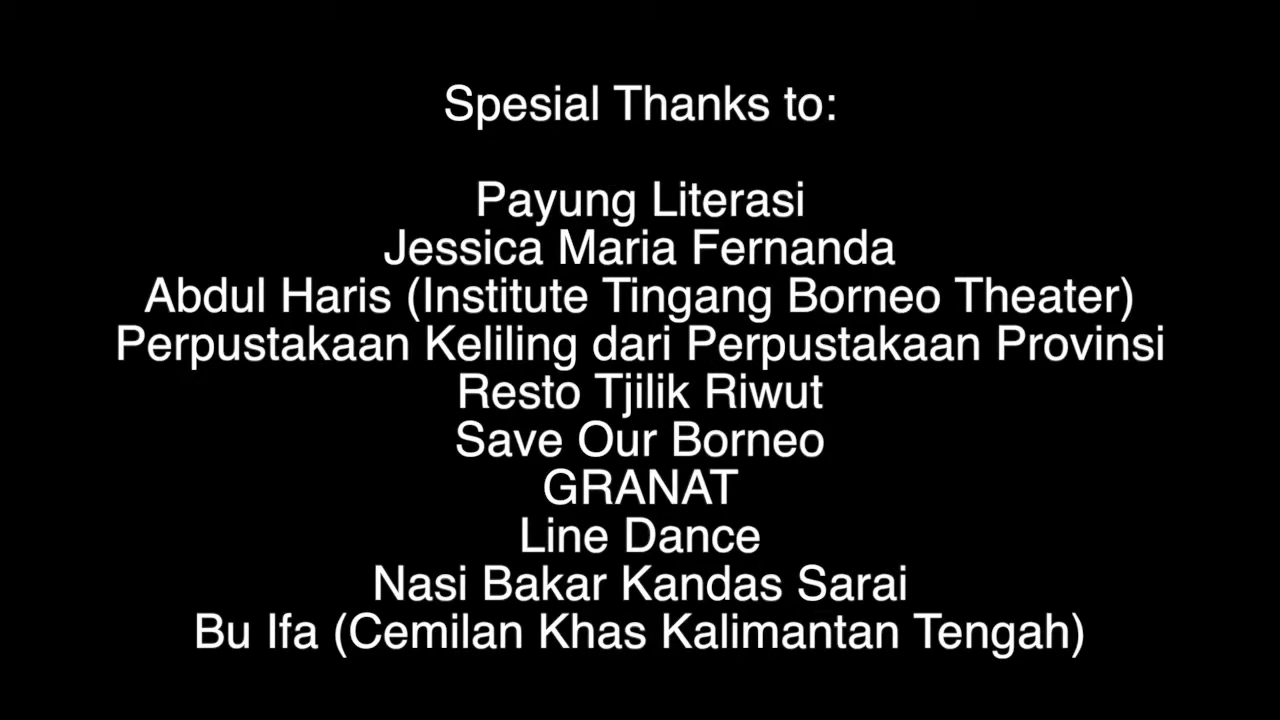 Spesial Thanks to:
Payung Literasi
Jessica Maria Fernanda
Abdul Haris (Institute Tingang Borneo Theater)
Perpustakaan Keliling dari Perpustakaan Provinsi
Resto Tjilik Riwut
Save Our Borneo
GRANAT
Line Dance
Nasi Bakar Kandas Sarai
Bu Ifa (Cemilan Khas Kalimantan Tengah)